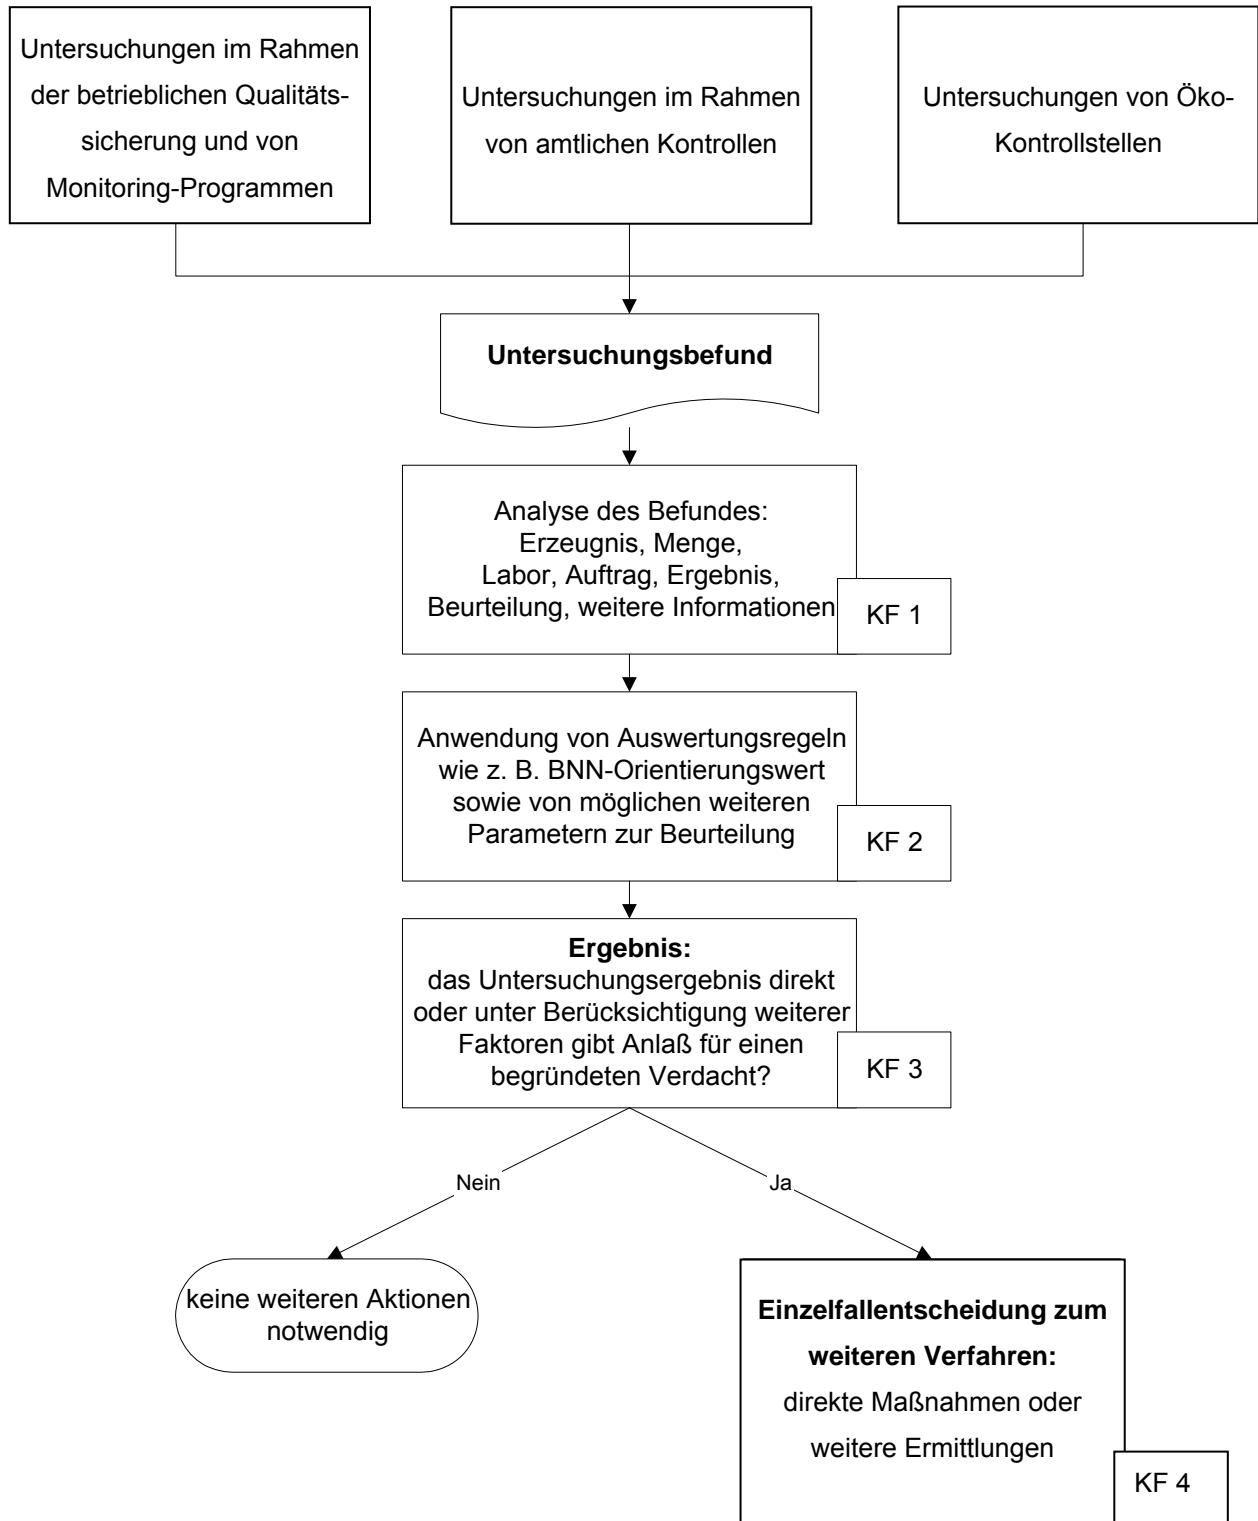 Untersuchungen im Rahmen
der betrieblichen Qualitäts-
sicherung und von
Monitoring-Programmen
Untersuchungen im Rahmen
von amtlichen Kontrollen
Untersuchungen von Öko-
Kontrollstellen
Untersuchungsbefund
Analyse des Befundes:
Erzeugnis, Menge,
Labor, Auftrag, Ergebnis,
Beurteilung, weitere Informationen
KF 1
Anwendung von Auswertungsregeln
wie z. B. BNN-Orientierungswert
sowie von möglichen weiteren
Parametern zur Beurteilung
KF 2
Ergebnis:
das Untersuchungsergebnis direkt
oder unter Berücksichtigung weiterer
Faktoren gibt Anlaß für einen
begründeten Verdacht?
KF 3
Nein
Ja
keine weiteren Aktionen
notwendig
Einzelfallentscheidung zum
weiteren Verfahren:
direkte Maßnahmen oder
weitere Ermittlungen
KF 4